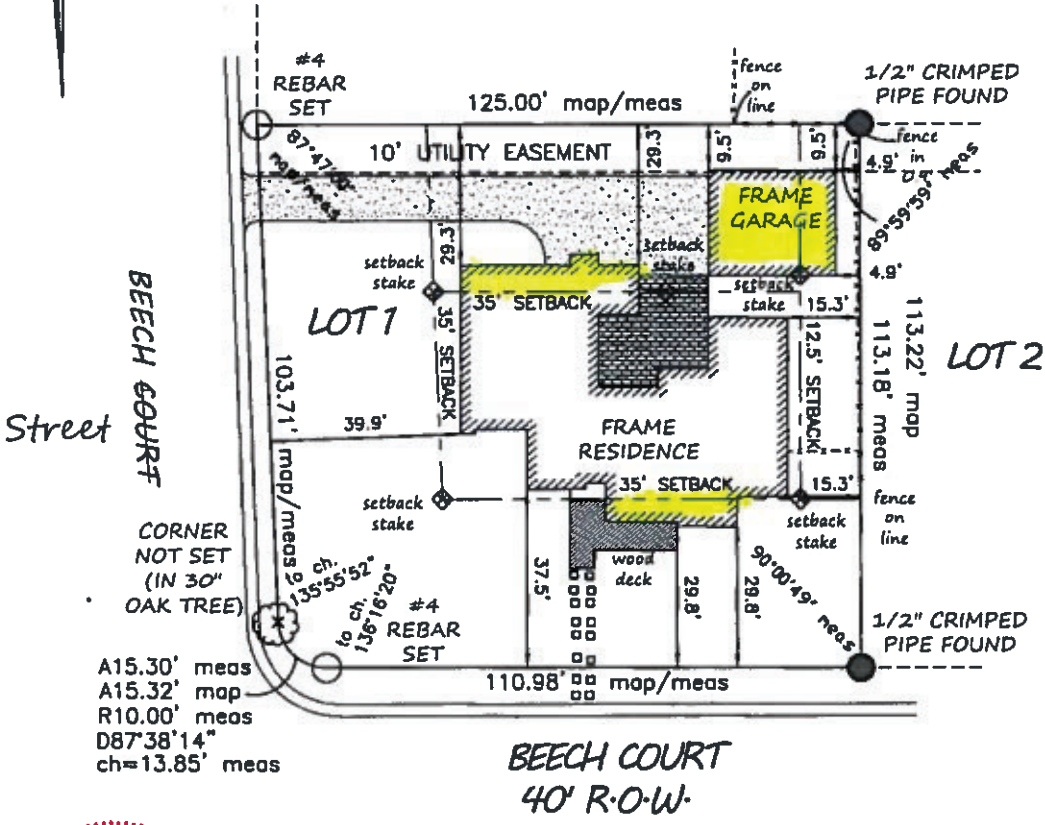 #4
REBAR
SET
125.00' map/meas
fence
on
line
1/2" CRIMPED
PIPE FOUND
87°47'00"
map/meas
10' UTILITY EASEMENT
129.3'
9.5'
9.5'
fence
in
4.9'
89°59'59" meas
FRAME
GARAGE
29.3'
setback
stake
setback
stake
setback
stake
4.9'
35' SETBACK
15.3'
LOT 1
35' SETBACK
12.5' SETBACK
113.22' map
113.18' meas
LOT 2
BEECH COURT
Street
103.71' map/meas
39.9'
FRAME
RESIDENCE
35' SETBACK
15.3'
setback
stake
setback
stake
fence
on
line
CORNER
NOT SET
(IN 30"
OAK TREE)
to ch.
135°55'52"
to ch.
136°16'20"
#4
REBAR
SET
wood
deck
37.5'
29.8'
29.8'
90°00'49" meas
1/2" CRIMPED
PIPE FOUND
A15.30' meas
A15.32' map
R10.00' meas
D87°38'14"
ch=13.85' meas
110.98' map/meas
BEECH COURT
40' R.O.W.